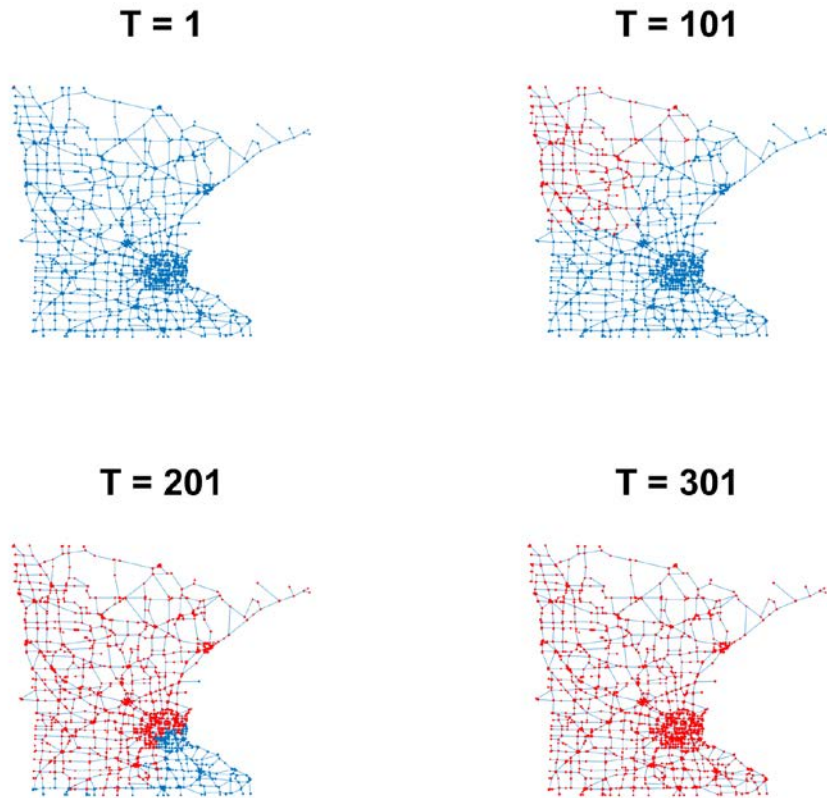 T = 1
T = 101
T = 201
T = 301